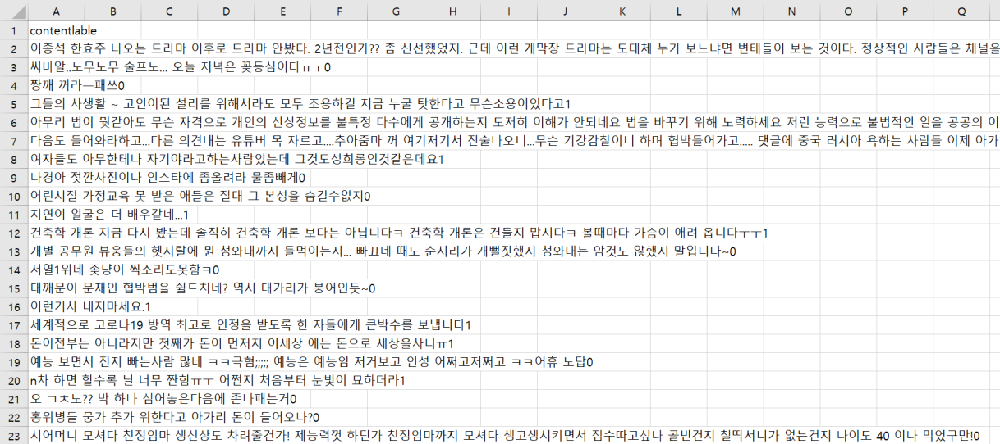 A B C D E F G H I J K L M N O P Q
1 contentlable
2 이종석 한효주 나오는 드라마 이후로 드라마 안봤다. 2년전인가?? 좀 신선했었지. 근데 이런 개막장 드라마는 도대체 누가 보느냐면 변태들이 보는 것이다. 정상적인 사람들은 채널을
3 씨바알..노무노무 술프노... 오늘 저녁은 꽃등심이다ㅠㅜ0
4 짱깨 꺼라ㅡ패쓰0
5 그들의 사생활 ~ 고인이된 설리를 위해서라도 모두 조용하길 지금 누굴 탓한다고 무슨소용이있다고1
6 아무리 법이 뭣같아도 무슨 자격으로 개인의 신상정보를 불특정 다수에게 공개하는지 도저히 이해가 안되네요 법을 바꾸기 위해 노력하세요 저런 능력으로 불법적인 일을 공공의 이
7 다음도 들어와라하고...다른 의견내는 유튜버 목 자르고....추아줌마 꺼 여기저기서 진술나오니...무슨 기강감찰이니 하며 협박들어가고..... 댓글에 중국 러시아 욕하는 사람들 이제 아가
8 여자들도 아무한테나 자기야라고하는사람있는데 그것도성희롱인것같은데요1
9 나경아 젖깐사진이나 인스타에 좀올려라 물좀빼게0
10 어린시절 가정교육 못 받은 애들은 절대 그 본성을 숨길수없지0
11 지연이 얼굴은 더 배우같네...1
12 건축학 개론 지금 다시 봤는데 솔직히 건축학 개론 보다는 아닙니다ㅋ 건축학 개론은 건들지 맙시다ㅋ 볼때마다 가슴이 애려 옵니다ㅜㅜ1
13 개별 공무원 뷰웅들의 헷지랄에 뭔 청와대까지 들먹이는지... 빠끄네 때도 순시리가 개뻘짓했지 청와대는 암것도 않했지 말입니다~0
14 서열1위네 좆냥이 찍소리도못함ㅋ0
15 대깨문이 문재인 협박범을 쉴드치네? 역시 대가리가 붕어인듯~0
16 이런기사 내지마세요.1
17 세계적으로 코로나19 방역 최고로 인정을 받도록 한 자들에게 큰박수를 보냅니다1
18 돈이전부는 아니라지만 첫째가 돈이 먼저지 이세상 에는 돈으로 세상을사니ㅠ1
19 예능 보면서 진지 빠는사람 많네 ㅋㅋ극혐;;;;; 예능은 예능임 저거보고 인성 어쩌고저쩌고 ㅋㅋ어휴 노답0
20 n차 하면 할수록 닐 너무 짠함ㅠㅜ 어쩐지 처음부터 눈빛이 묘하더라1
21 오 ㄱㅊ노?? 박 하나 심어놓은다음에 존나패는거0
22 홍위병들 뭉가 추가 위한다고 아가리 돈이 들어오나?0
23 시어머니 모셔다 친정엄마 생신상도 차려줄건가! 제능력껏 하던가 친정엄마까지 모셔다 생고생시키면서 점수따고싶나 골빈건지 철딱서니가 없는건지 나이도 40 이나 먹었구만!0